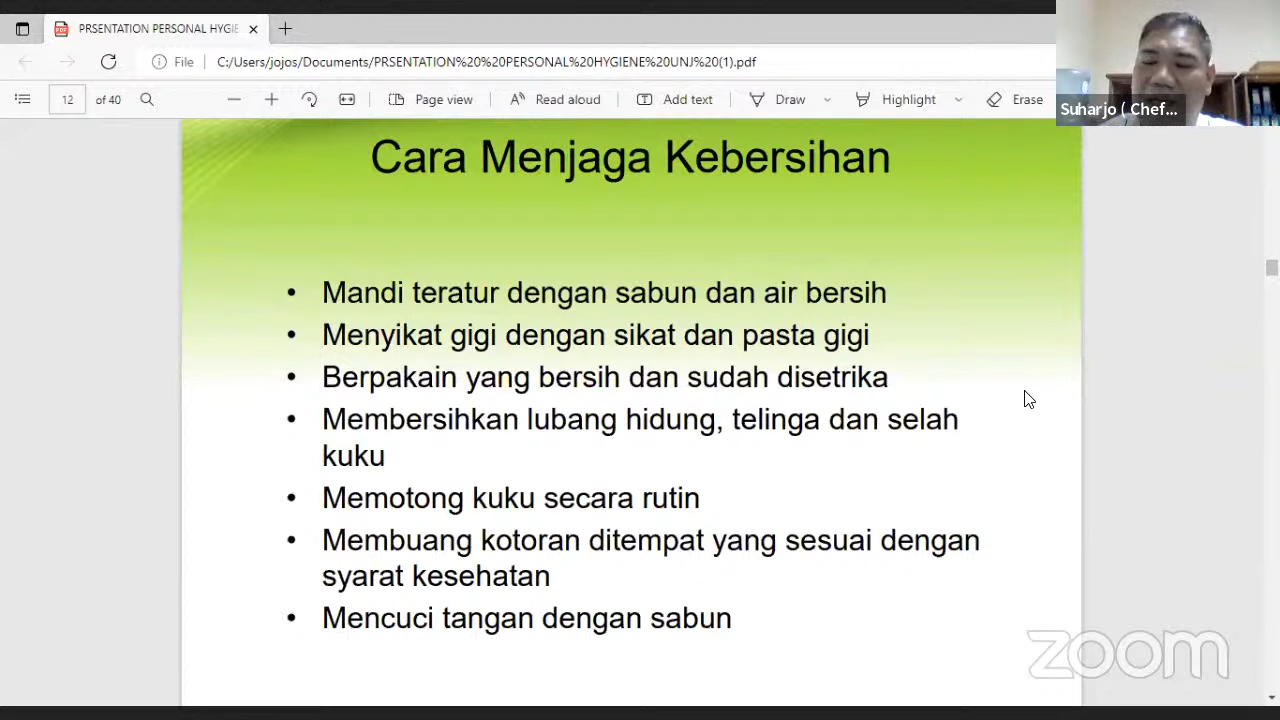 PRSENTATION PERSONAL HYGIE
File C:/Users/jojos/Documents/PRSENTATION%20%20PERSONAL%20HYGIENE%20UNJ%20(1).pdf
12 of 40 Page view Read aloud Add text Draw Highlight Erase
Suharjo ( Chef...
Cara Menjaga Kebersihan
• Mandi teratur dengan sabun dan air bersih
• Menyikat gigi dengan sikat dan pasta gigi
• Berpakain yang bersih dan sudah disetrika
• Membersihkan lubang hidung, telinga dan selah
kuku
• Memotong kuku secara rutin
• Membuang kotoran ditempat yang sesuai dengan
syarat kesehatan
• Mencuci tangan dengan sabun
zoom